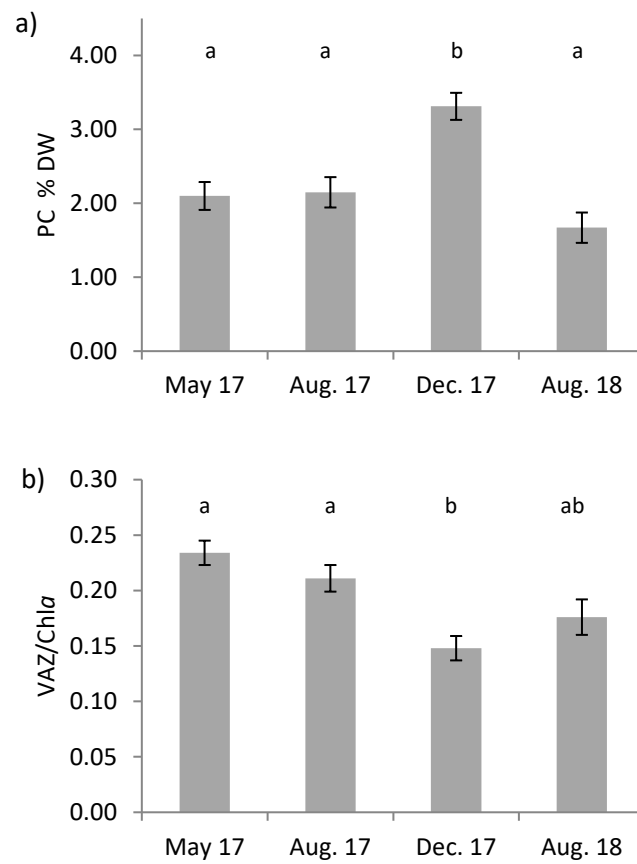 a)
4.00
3.00
2.00
1.00
0.00
PC % DW
a a b a
May 17 Aug. 17 Dec. 17 Aug. 18
b)
0.30
0.25
0.20
0.15
0.10
0.05
0.00
VAZ/Chla
a a b ab
May 17 Aug. 17 Dec. 17 Aug. 18